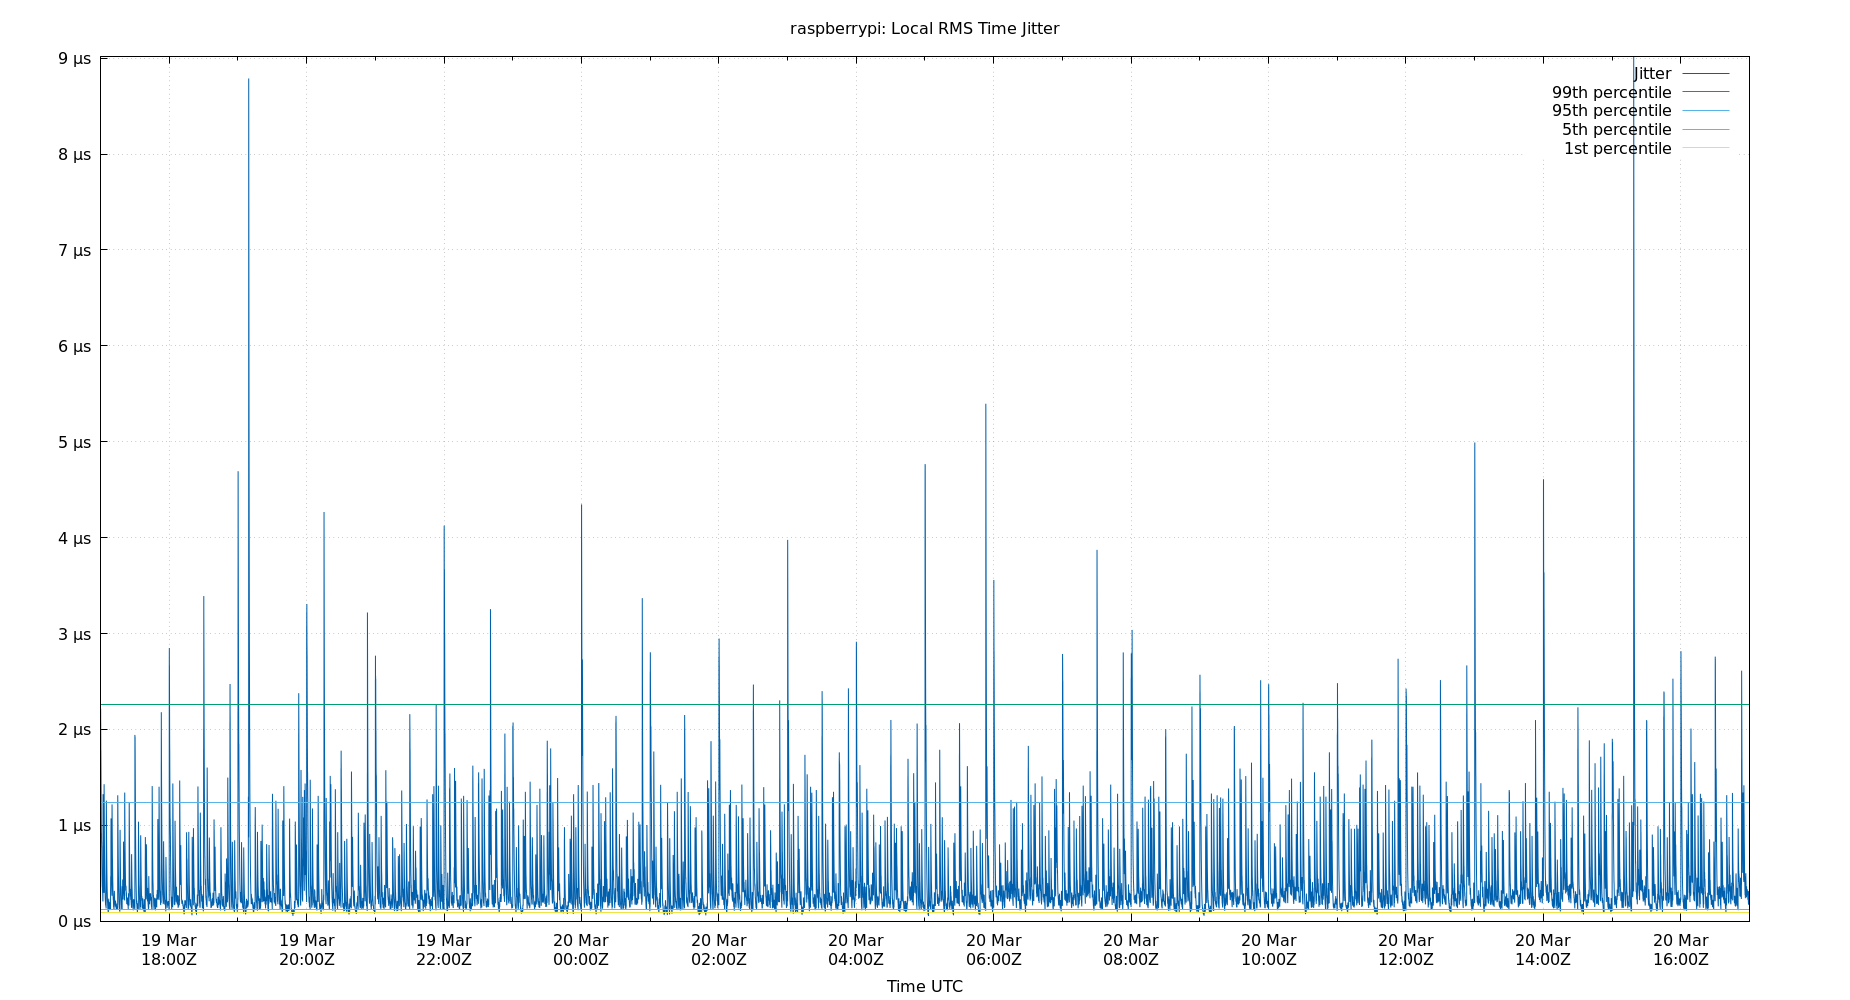 raspberrypi: Local RMS Time Jitter
9 µs
8 µs
7 µs
6 µs
5 µs
4 µs
3 µs
2 µs
1 µs
0 µs
Jitter
99th percentile
95th percentile
5th percentile
1st percentile
19 Mar 19 Mar 19 Mar 20 Mar 20 Mar 20 Mar 20 Mar 20 Mar 20 Mar 20 Mar 20 Mar 20 Mar
18:00Z 20:00Z 22:00Z 00:00Z 02:00Z 04:00Z 06:00Z 08:00Z 10:00Z 12:00Z 14:00Z 16:00Z
Time UTC